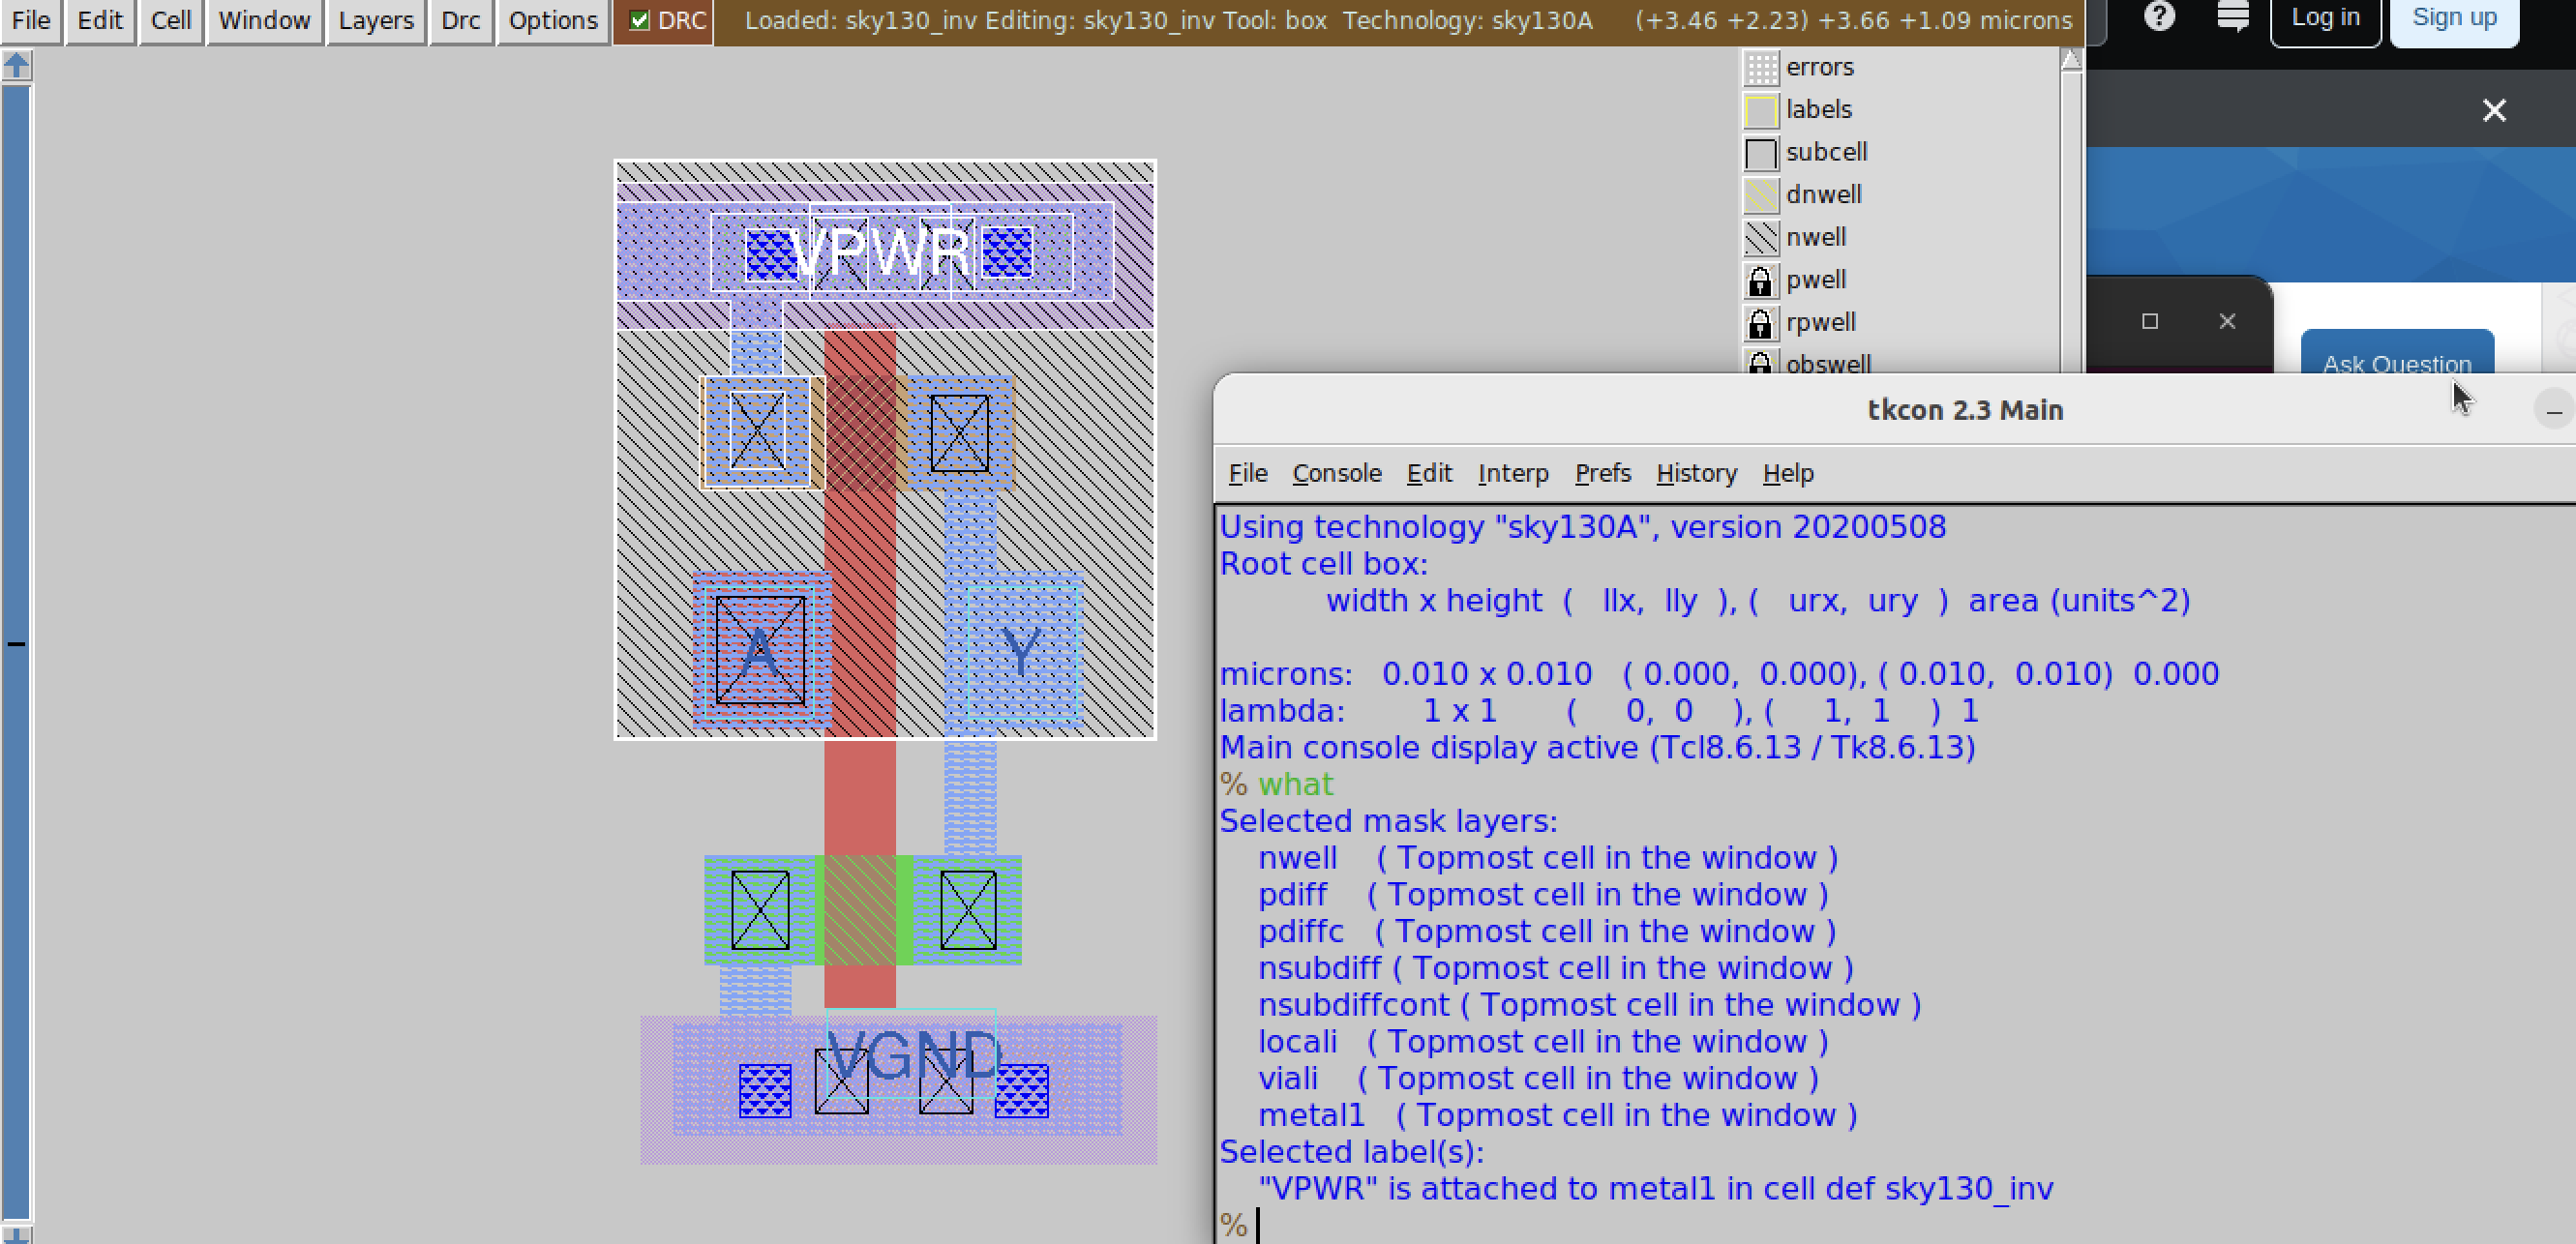 File Edit Cell Window Layers Drc Options DRC Loaded: sky130_inv Editing: sky130_inv Tool: box Technology: sky130A (+3.46 +2.23) +3.66 +1.09 microns
Log in Sign up
errors
labels
subcell
dnwell
nwell
pwell
rpwell
obswell
Ask Question
VPWR
A
Y
VGND
tkcon 2.3 Main
File Console Edit Interp Prefs History Help
Using technology "sky130A", version 20200508
Root cell box:
width x height ( llx, lly ), ( urx, ury ) area (units^2)
microns: 0.010 x 0.010 ( 0.000, 0.000), ( 0.010, 0.010) 0.000
lambda: 1 x 1 ( 0, 0 ), ( 1, 1 ) 1
Main console display active (Tcl8.6.13 / Tk8.6.13)
% what
Selected mask layers:
nwell ( Topmost cell in the window )
pdiff ( Topmost cell in the window )
pdiffc ( Topmost cell in the window )
nsubdiff ( Topmost cell in the window )
nsubdiffcont ( Topmost cell in the window )
locali ( Topmost cell in the window )
viali ( Topmost cell in the window )
metal1 ( Topmost cell in the window )
Selected label(s):
"VPWR" is attached to metal1 in cell def sky130_inv
%